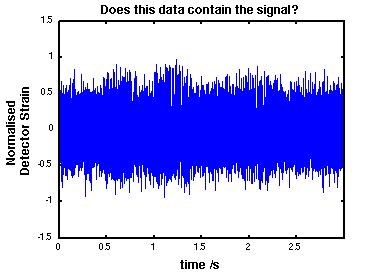 Does this data contain the signal?
1.5
1
0.5
0
-0.5
-1
-1.5
Normalised
Detector Strain
0 0.5 1 1.5 2 2.5
time /s